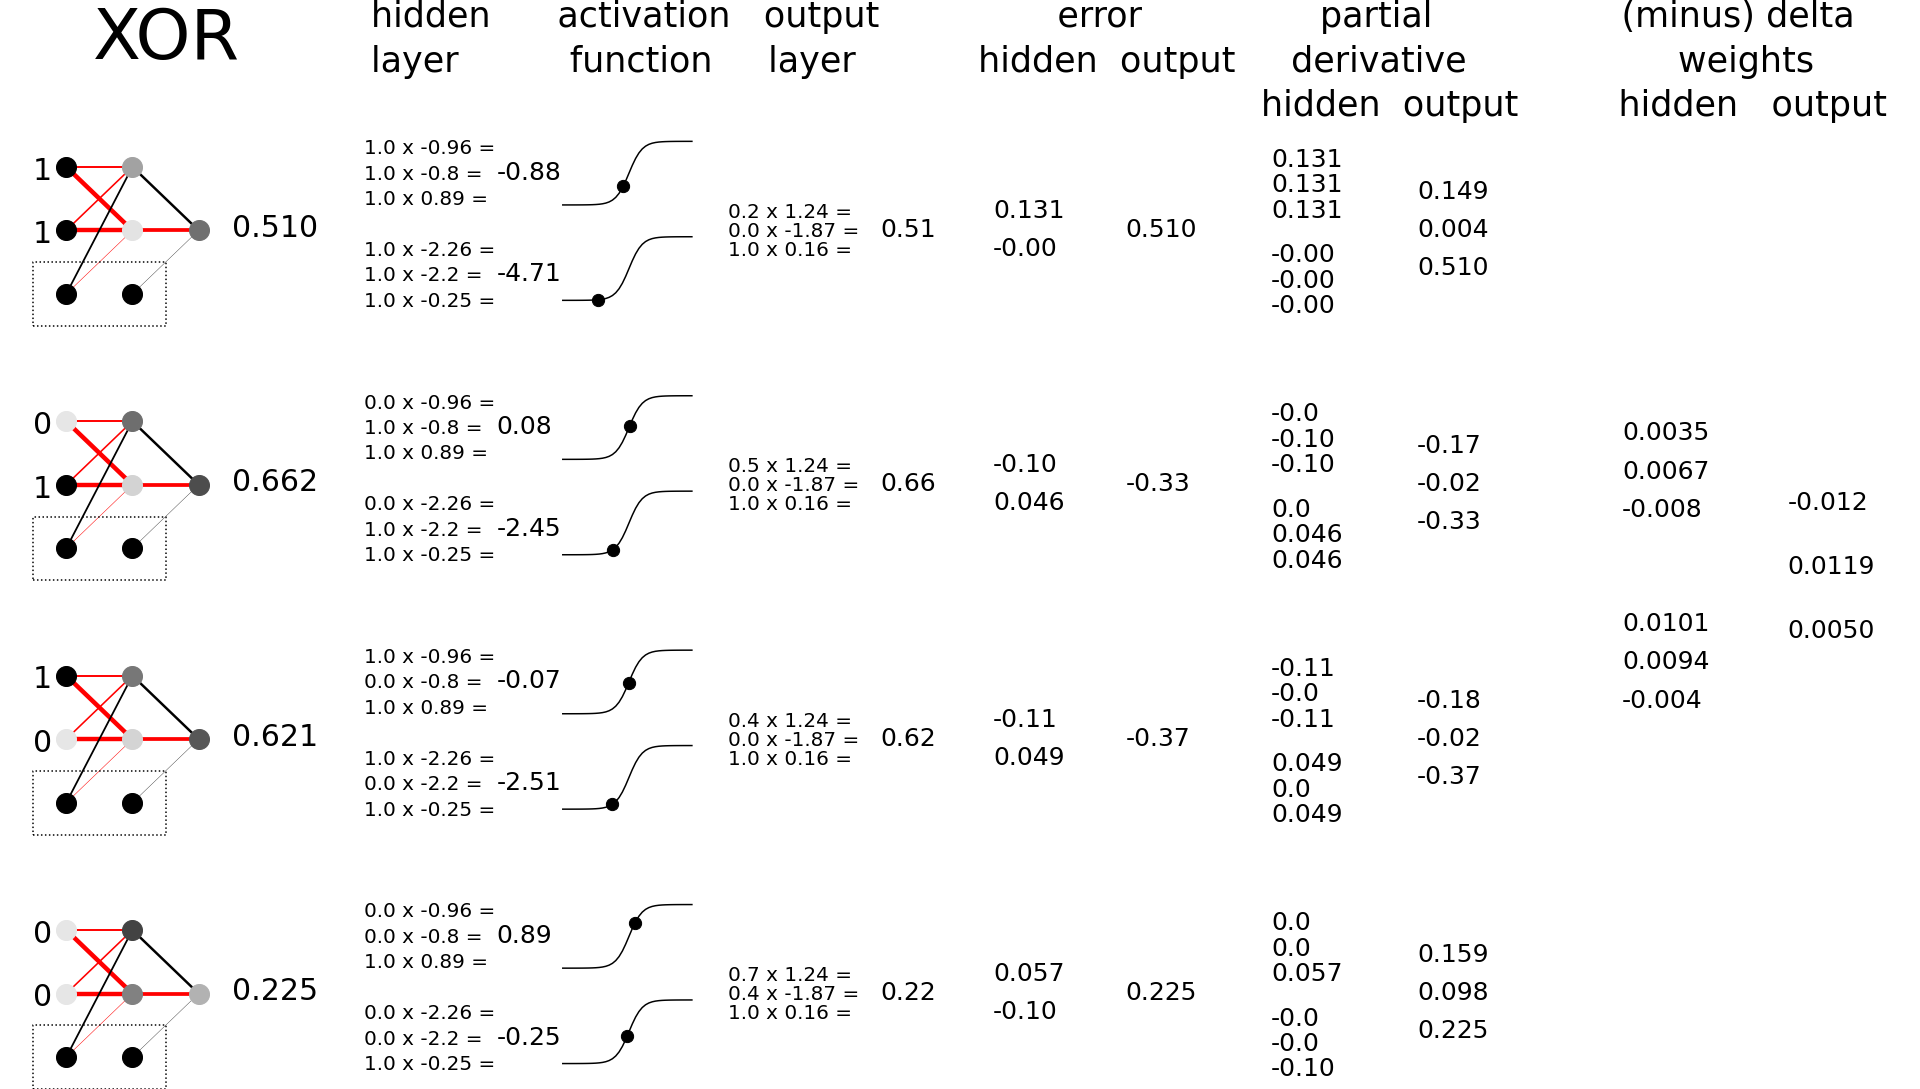 XOR
hidden layer
activation function
output layer
error
hidden output
partial derivative
hidden output
(minus) delta weights
hidden output
1
1
0.510
1.0 x -0.96 =
1.0 x -0.8 = -0.88
1.0 x 0.89 =
1.0 x -2.26 =
1.0 x -2.2 = -4.71
1.0 x -0.25 =
0.2 x 1.24 =
0.0 x -1.87 = 0.51
1.0 x 0.16 =
0.131
-0.00
0.510
0.131
0.131
0.131
-0.00
-0.00
-0.00
0.149
0.004
0.510
0
1
0.662
0.0 x -0.96 =
1.0 x -0.8 = 0.08
1.0 x 0.89 =
0.0 x -2.26 =
1.0 x -2.2 = -2.45
1.0 x -0.25 =
0.5 x 1.24 =
0.0 x -1.87 = 0.66
1.0 x 0.16 =
-0.10
0.046
-0.33
-0.0
-0.10
-0.10
0.0
0.046
0.046
-0.17
-0.02
-0.33
0.0035
0.0067
-0.008
0.0101
0.0094
-0.004
-0.012
0.0119
0.0050
1
0
0.621
1.0 x -0.96 =
0.0 x -0.8 = -0.07
1.0 x 0.89 =
1.0 x -2.26 =
0.0 x -2.2 = -2.51
1.0 x -0.25 =
0.4 x 1.24 =
0.0 x -1.87 = 0.62
1.0 x 0.16 =
-0.11
0.049
-0.37
-0.11
-0.0
-0.11
0.049
0.0
0.049
-0.18
-0.02
-0.37
0
0
0.225
0.0 x -0.96 =
0.0 x -0.8 = 0.89
1.0 x 0.89 =
0.0 x -2.26 =
0.0 x -2.2 = -0.25
1.0 x -0.25 =
0.7 x 1.24 =
0.4 x -1.87 = 0.22
1.0 x 0.16 =
0.057
-0.10
0.225
0.0
0.0
0.057
-0.0
-0.0
-0.10
0.159
0.098
0.225